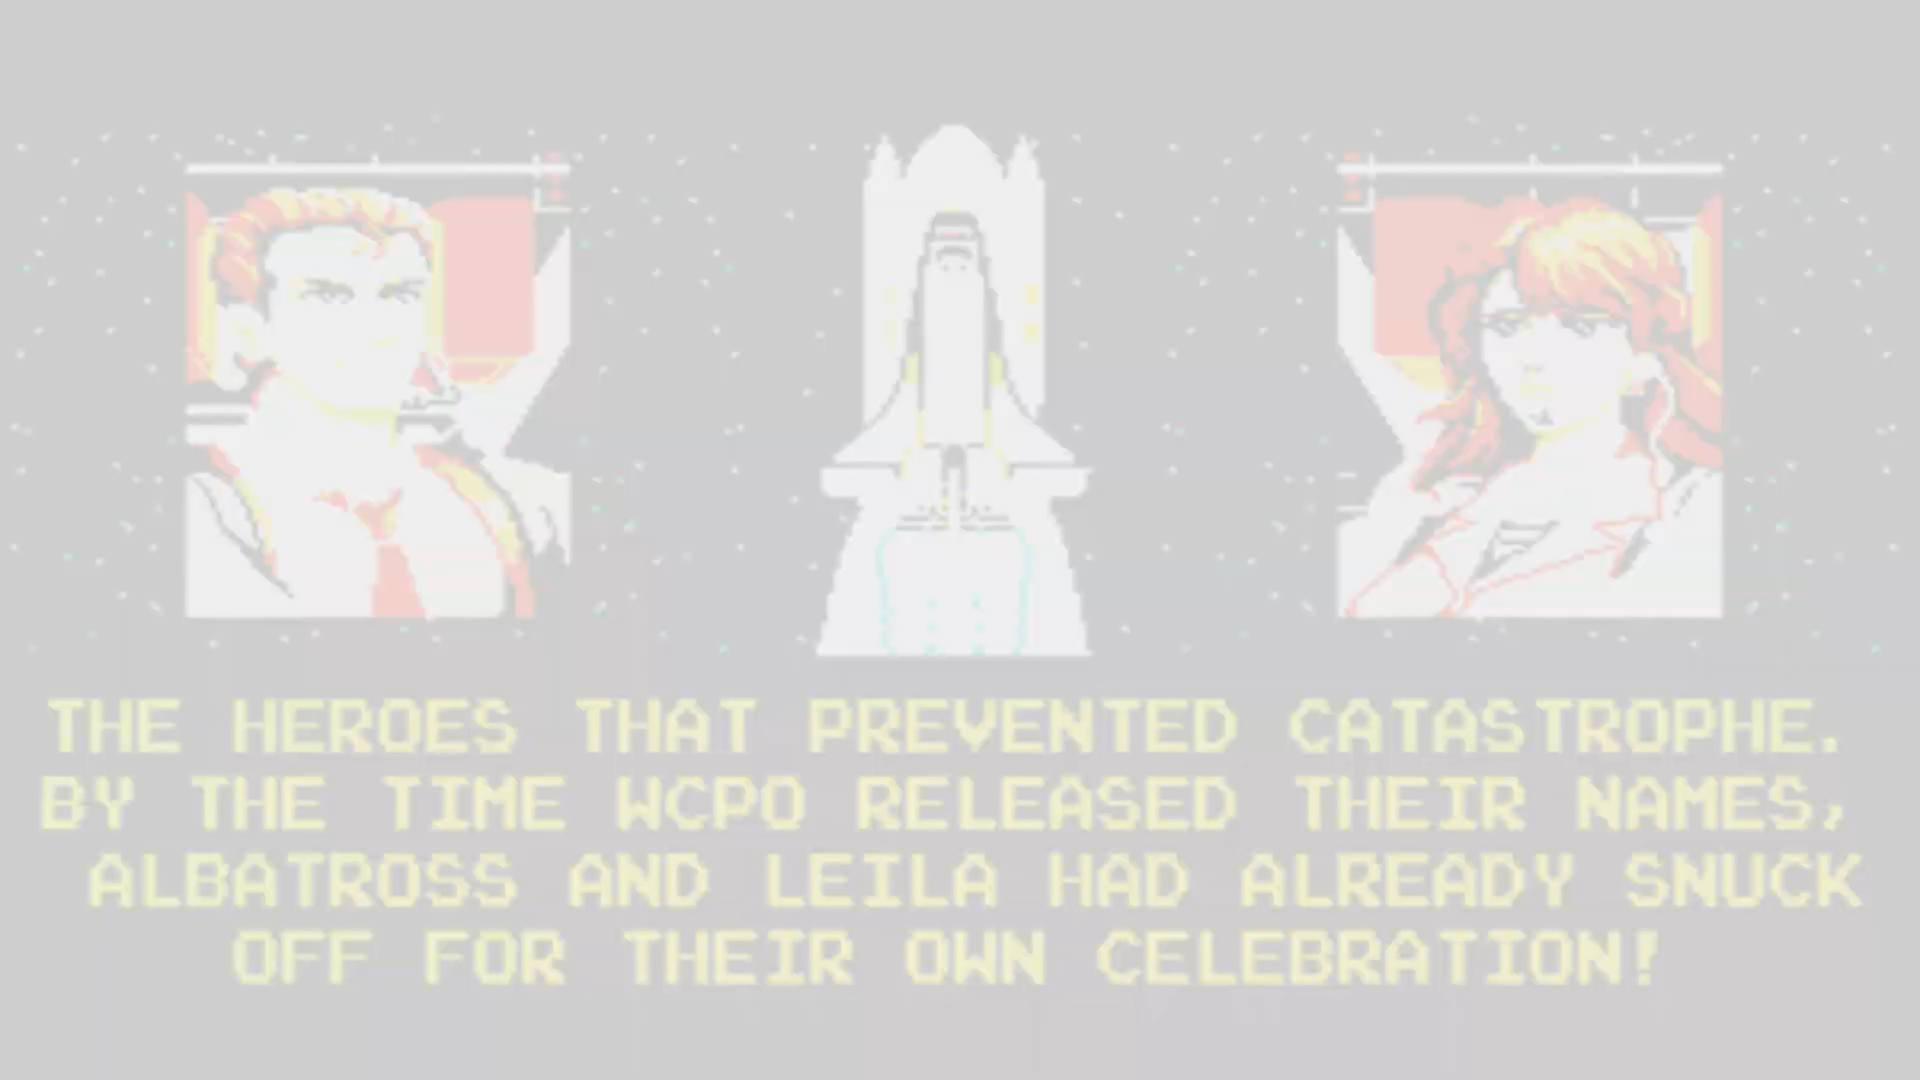 THE HEROES THAT PREVENTED CATASTROPHE.
BY THE TIME WCPO RELEASED THEIR NAMES,
ALBATROSS AND LEILA HAD ALREADY SNUCK
OFF FOR THEIR OWN CELEBRATION!